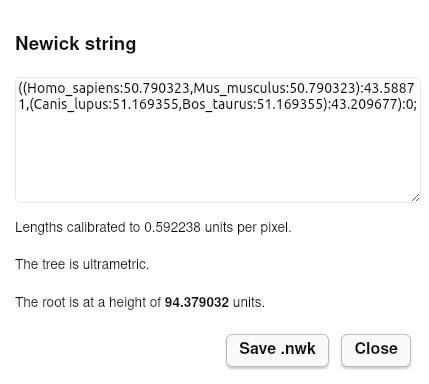 Newick string
((Homo_sapiens:50.790323,Mus_musculus:50.790323):43.5887
1,(Canis_lupus:51.169355,Bos_taurus:51.169355):43.209677):0;
Lengths calibrated to 0.592238 units per pixel.
The tree is ultrametric.
The root is at a height of 94.379032 units.
Save .nwk Close